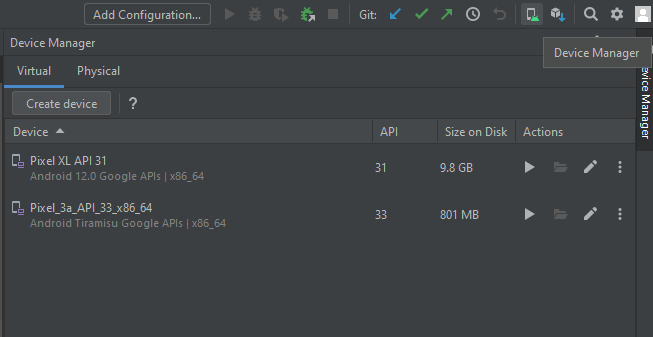 Add Configuration...
Git:
Device Manager
Device Manager
Virtual
Physical
Create device
?
Device
API
Size on Disk
Actions
Pixel XL API 31
Android 12.0 Google APIs | x86_64
31
9.8 GB
Pixel_3a_API_33_x86_64
Android Tiramisu Google APIs | x86_64
33
801 MB
Device Manager